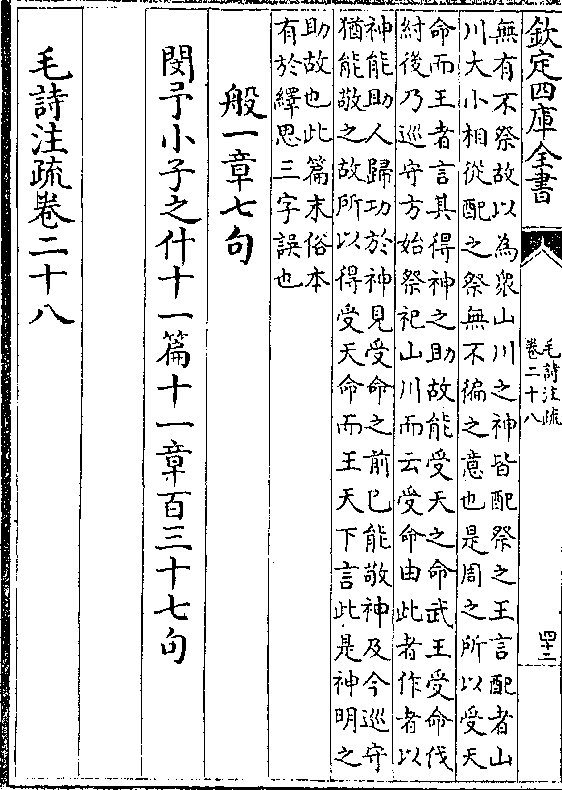 欽定四庫全書
毛詩注疏
卷二十八
四十三
無有不祭故以為衆山川之神皆配祭之王言配者山
川大小相從配之祭無不徧之意也是周之所以受天
命而王者言其得神之助故能受天之命武王受命伐
紂後乃巡守方始祭祀山川而云受命由此者作者以
神能助人歸功於神見受命之前已能敬神及今巡守
猶能敬之故所以得受天命而王天下言此是神明之
助故也此篇末俗本
有於繹思三字誤也
般一章七句
閔予小子之什十一篇十一章百三十七句
毛詩注疏卷二十八